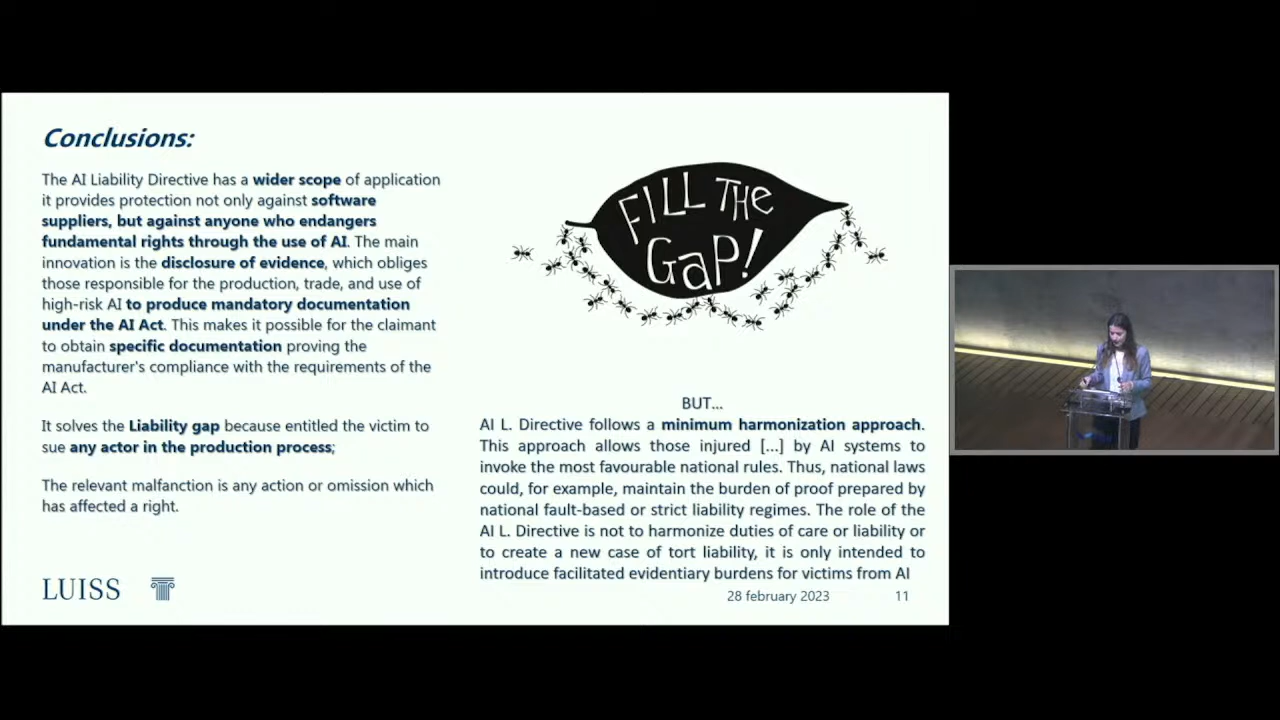 Conclusions:
The AI Liability Directive has a wider scope of application
it provides protection not only against software
suppliers, but against anyone who endangers
fundamental rights through the use of AI. The main
innovation is the disclosure of evidence, which obliges
those responsible for the production, trade, and use of
high-risk AI to produce mandatory documentation
under the AI Act. This makes it possible for the claimant
to obtain specific documentation proving the
manufacturer's compliance with the requirements of the
AI Act.
It solves the Liability gap because entitled the victim to
sue any actor in the production process;
The relevant malfanction is any action or omission which
has affected a right.
LUISS
FILL THE
GaP!
BUT...
AI L. Directive follows a minimum harmonization approach.
This approach allows those injured [...] by AI systems to
invoke the most favourable national rules. Thus, national laws
could, for example, maintain the burden of proof prepared by
national fault-based or strict liability regimes. The role of the
AI L. Directive is not to harmonize duties of care or liability or
to create a new case of tort liability, it is only intended to
introduce facilitated evidentiary burdens for victims from AI
28 february 2023
11